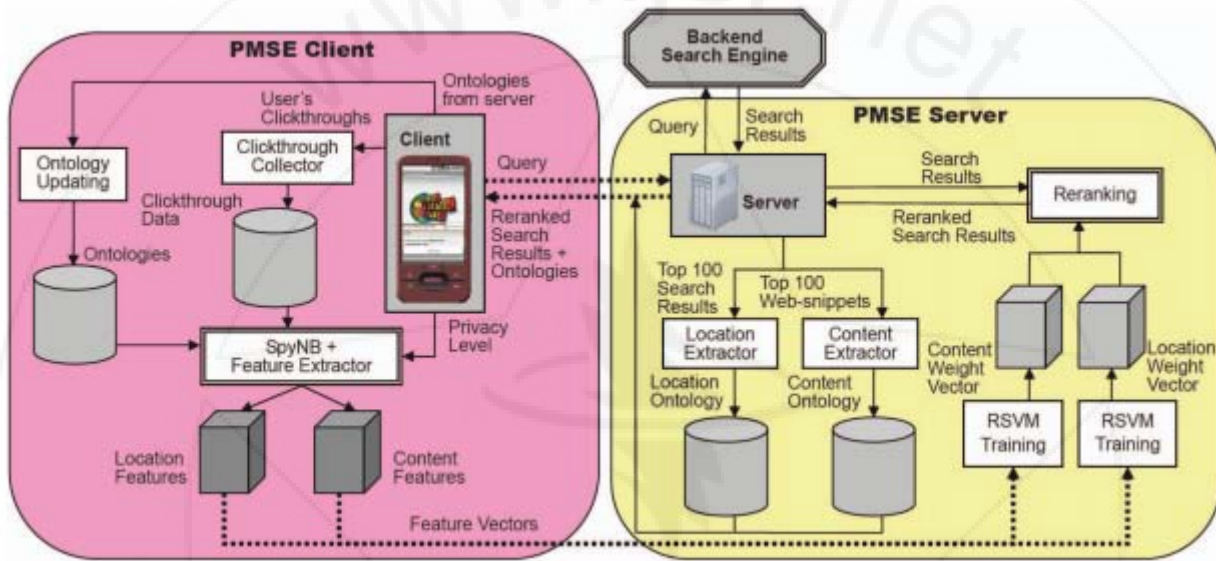 PMSE Client
Ontologies
from server
User's
Clickthroughs
Client
Ontology
Updating
Clickthrough
Collector
Clickthrough
Data
Ontologies
Query
Reranked
Search
Results +
Ontologies
Privacy
Level
SpyNB +
Feature Extractor
Location
Features
Content
Features
Feature Vectors
Backend
Search Engine
PMSE Server
Query
Search
Results
Server
Search
Results
Reranking
Reranked
Search Results
Top 100
Search
Results
Top 100
Web-snippets
Location
Extractor
Content
Extractor
Location
Ontology
Content
Ontology
Content
Weight
Vector
Location
Weight
Vector
RSVM
Training
RSVM
Training